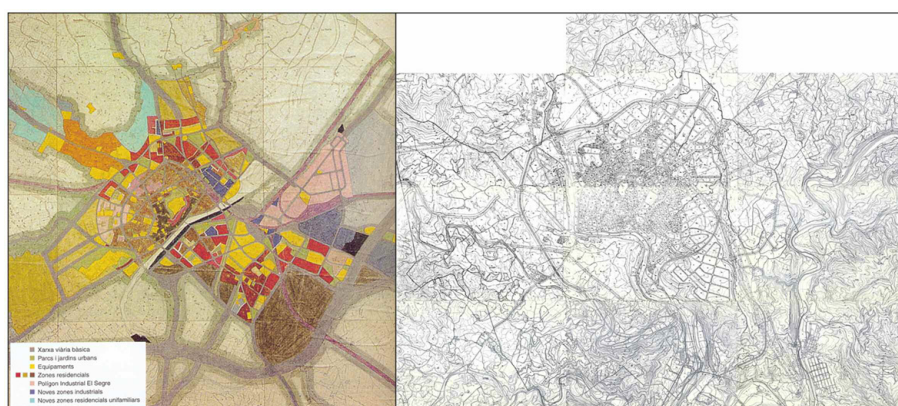 Xarxa viària bàsica
Parcs i jardins urbans
Equipaments
Zones residencials
Polígon Industrial El Segre
Noves zones industrials
Noves zones residencials unifamiliars